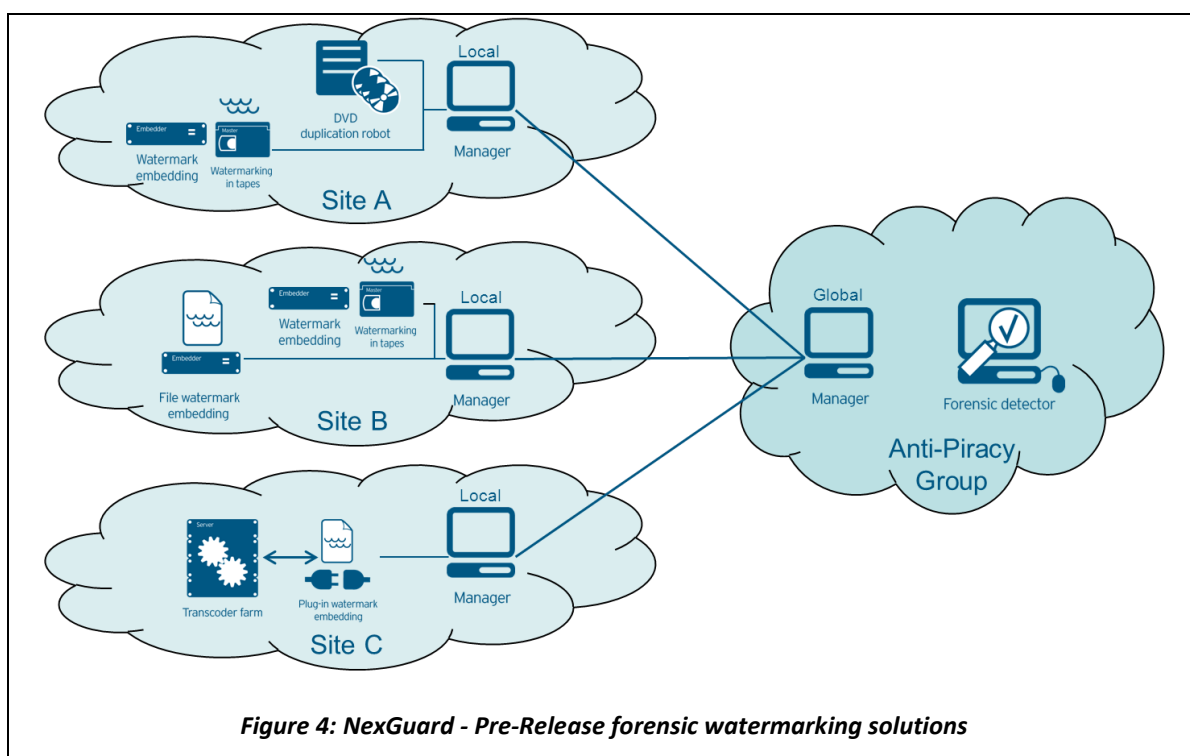 Local
DVD
duplication robot
Manager
Embedder
Master
Watermark
embedding
Watermarking
in tapes
Site A
Local
Embedder
Master
Watermark
embedding
Watermarking
in tapes
Embedder
File watermark
embedding
Manager
Site B
Local
Server
Transcoder farm
Plug-in watermark
embedding
Manager
Site C
Global
Manager
Forensic detector
Anti-Piracy
Group
Figure 4: NexGuard - Pre-Release forensic watermarking solutions